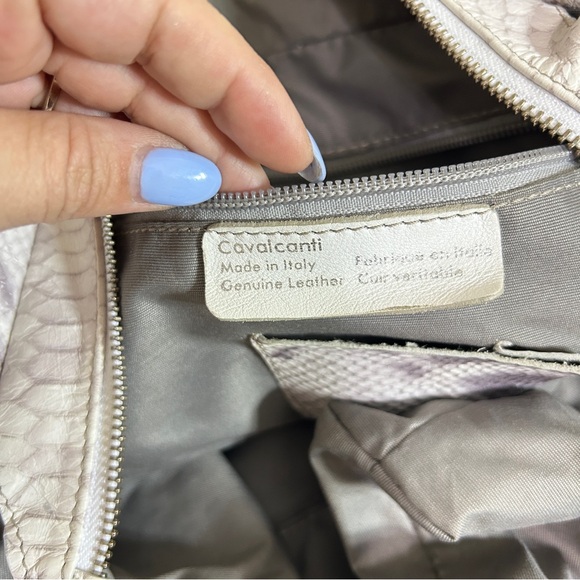 Cavalcanti
Made in Italy
Genuine Leather
Fabriqué en Italie
Cuir véritable